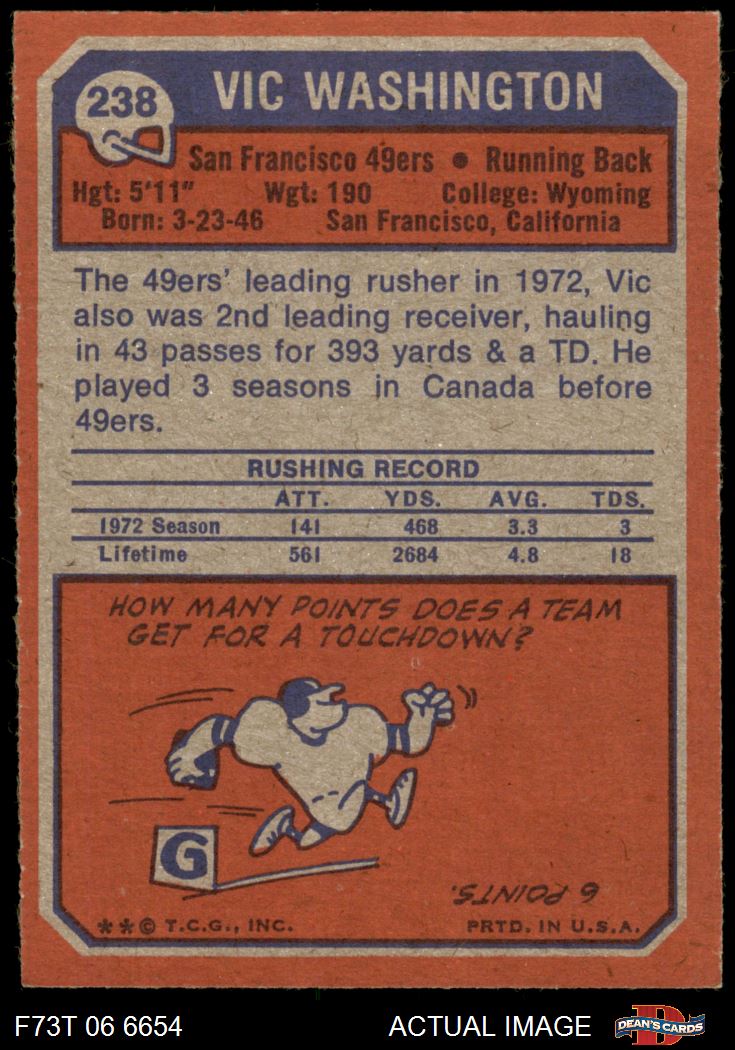 238
VIC WASHINGTON
San Francisco 49ers • Running Back
Hgt: 5'11" Wgt: 190 College: Wyoming
Born: 3-23-46 San Francisco, California
The 49ers' leading rusher in 1972, Vic
also was 2nd leading receiver, hauling
in 43 passes for 393 yards & a TD. He
played 3 seasons in Canada before
49ers.
RUSHING RECORD
ATT. YDS. AVG. TDS.
1972 Season 141 468 3.3 3
Lifetime 561 2684 4.8 18
HOW MANY POINTS DOES A TEAM
GET FOR A TOUCHDOWN?
G
6 POINTS.
**© T.C.G., INC. PRTD. IN U.S.A.
F73T 06 6654 ACTUAL IMAGE
D
DEAN'S CARDS